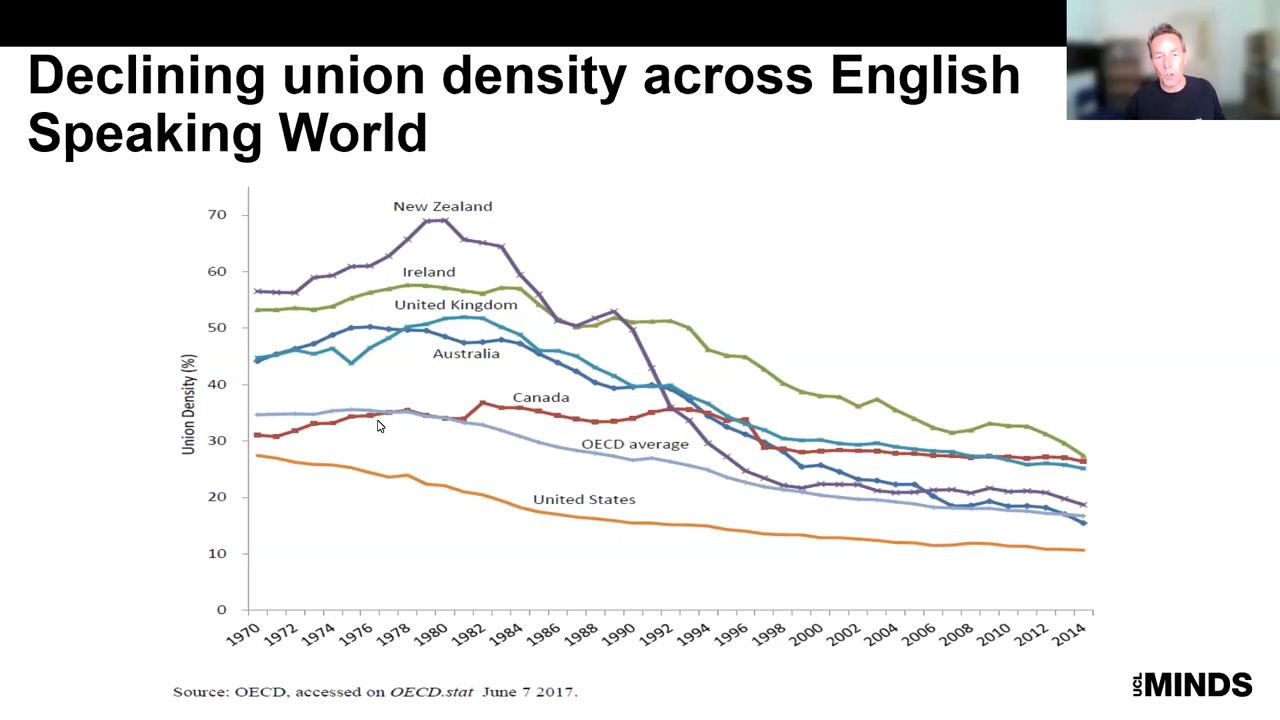 Declining union density across English
Speaking World
New Zealand
Ireland
United Kingdom
Australia
Canada
OECD average
United States
Union Density (%)
70
60
50
40
30
20
10
0
1970
1972
1974
1976
1978
1980
1982
1984
1986
1988
1990
1992
1994
1996
1998
2000
2002
2004
2006
2008
2010
2012
2014
Source: OECD, accessed on OECD.stat June 7 2017.
UCL MINDS